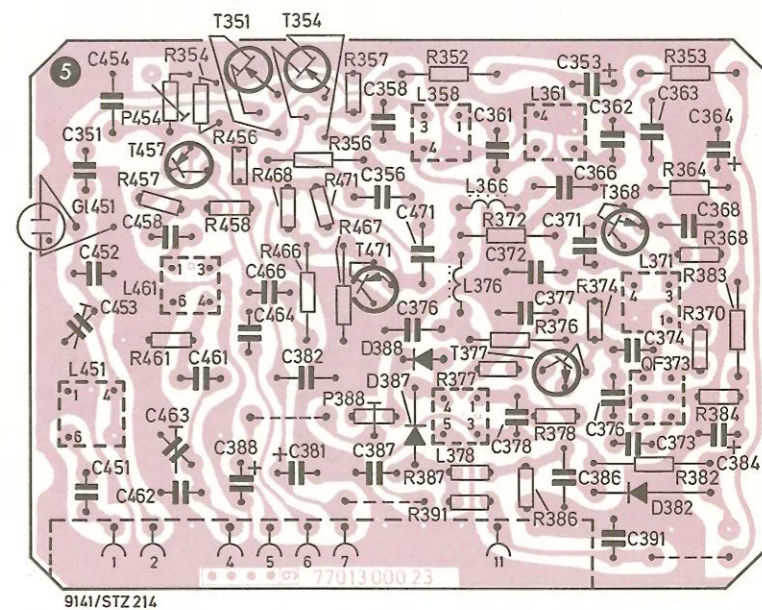 T351 T354
C454 R354 R357 R352 C353 + R353
5
P454 C358 L358 L361 C362 C363 C364
3 1 4
C351 C361
4
T457 R456 R356 +
R457 R468 R471 C356 C366 R364
L366 T368
GL451
C458 R458 R467 C471 R372 C371 C368
C452 R466 T471 C372 R368
1 3 L371 R383
L461 C466 L376 R374 4 3
C453 6 4 C377 R370
C464 C376 1
R376 C374
R461 D388 T377
C461 C382 QF373
L451 D387 R377
1 4 P388 4 1
C463 5 3 C376 R384
6 C378 R378 C373
C388 + + C381 C387 L378 C384 +
C451 R387 C386 R382
C462 R386 D382
R391
C391
1 2 4 5 6 7 11
9 77013 000 23
9141/STZ 214